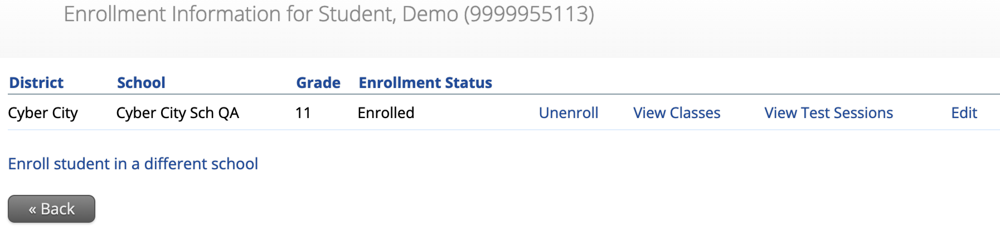 Enrollment Information for Student, Demo (9999955113)
District School Grade Enrollment Status
Cyber City Cyber City Sch QA 11 Enrolled Unenroll View Classes View Test Sessions Edit
Enroll student in a different school
« Back